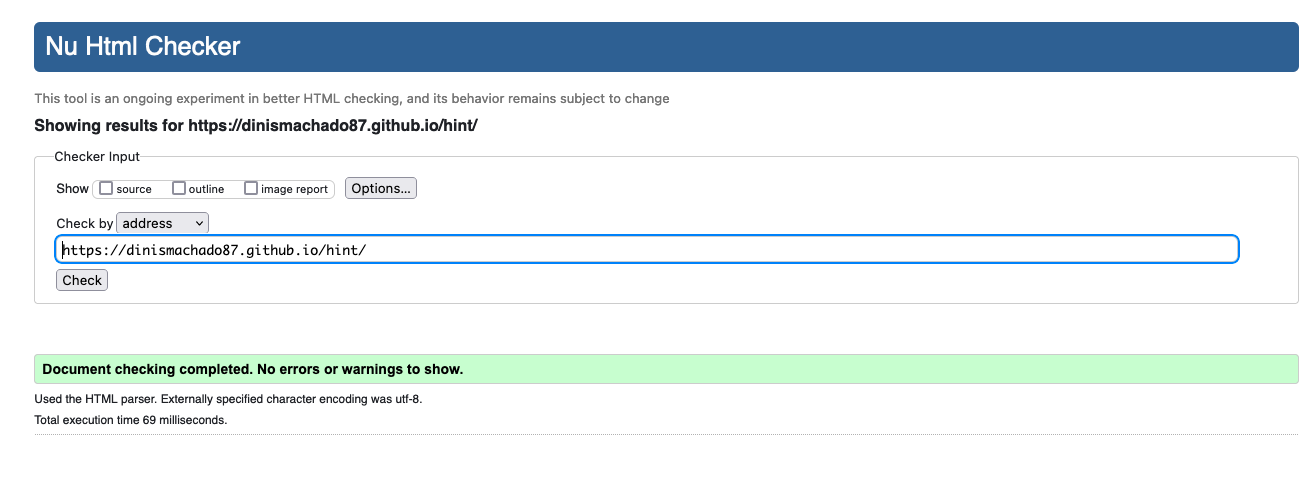 Nu Html Checker
This tool is an ongoing experiment in better HTML checking, and its behavior remains subject to change
Showing results for https://dinismachado87.github.io/hint/
Checker Input
Show source outline image report Options...
Check by address
https://dinismachado87.github.io/hint/
Check
Document checking completed. No errors or warnings to show.
Used the HTML parser. Externally specified character encoding was utf-8.
Total execution time 69 milliseconds.